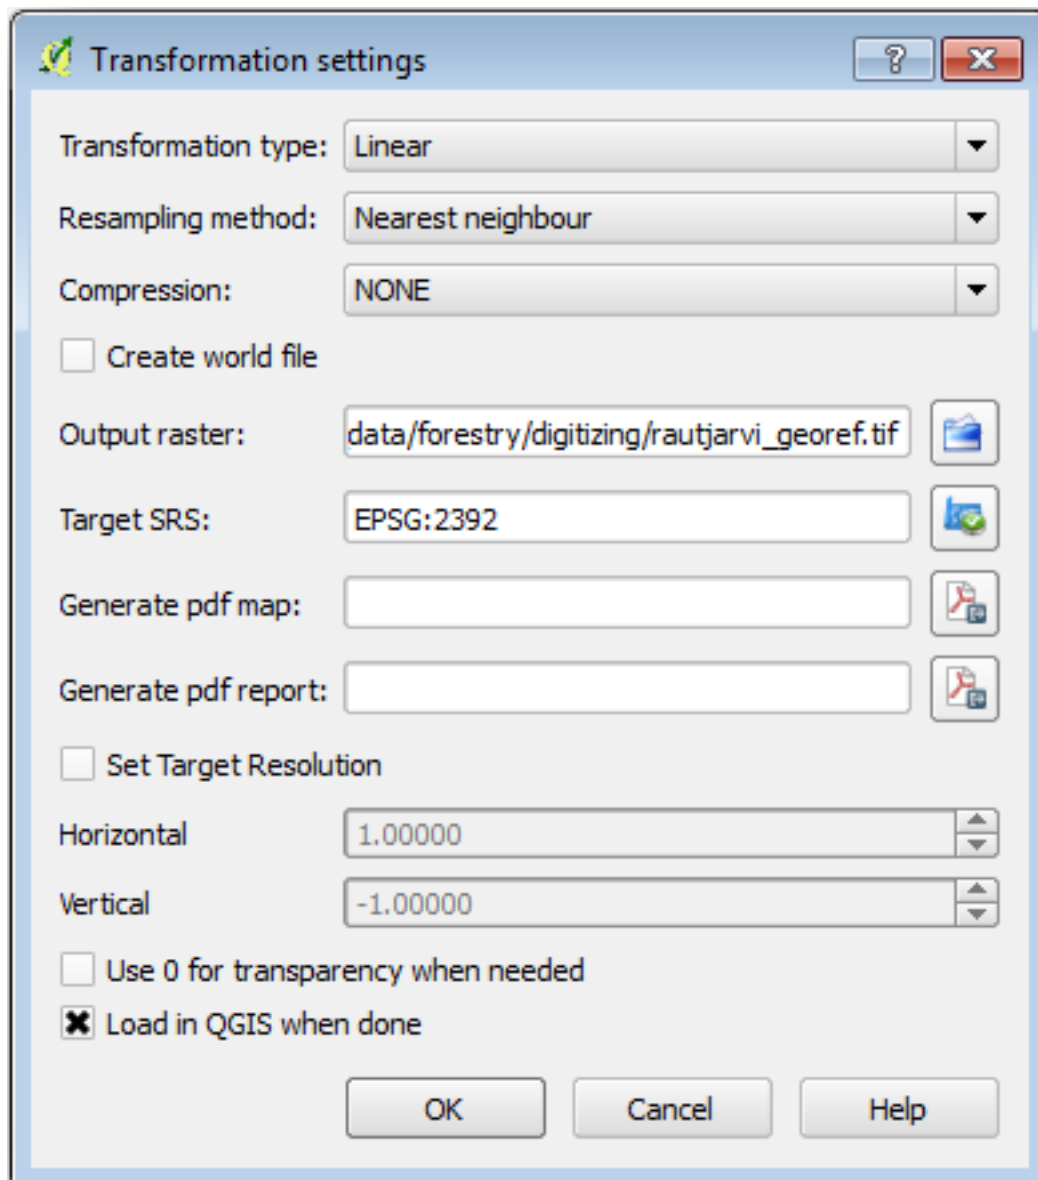 Transformation settings
Transformation type: Linear
Resampling method: Nearest neighbour
Compression: NONE
Create world file
Output raster: data/forestry/digitizing/rautjarvi_georef.tif
Target SRS: EPSG:2392
Generate pdf map:
Generate pdf report:
Set Target Resolution
Horizontal 1.00000
Vertical -1.00000
Use 0 for transparency when needed
Load in QGIS when done
OK Cancel Help